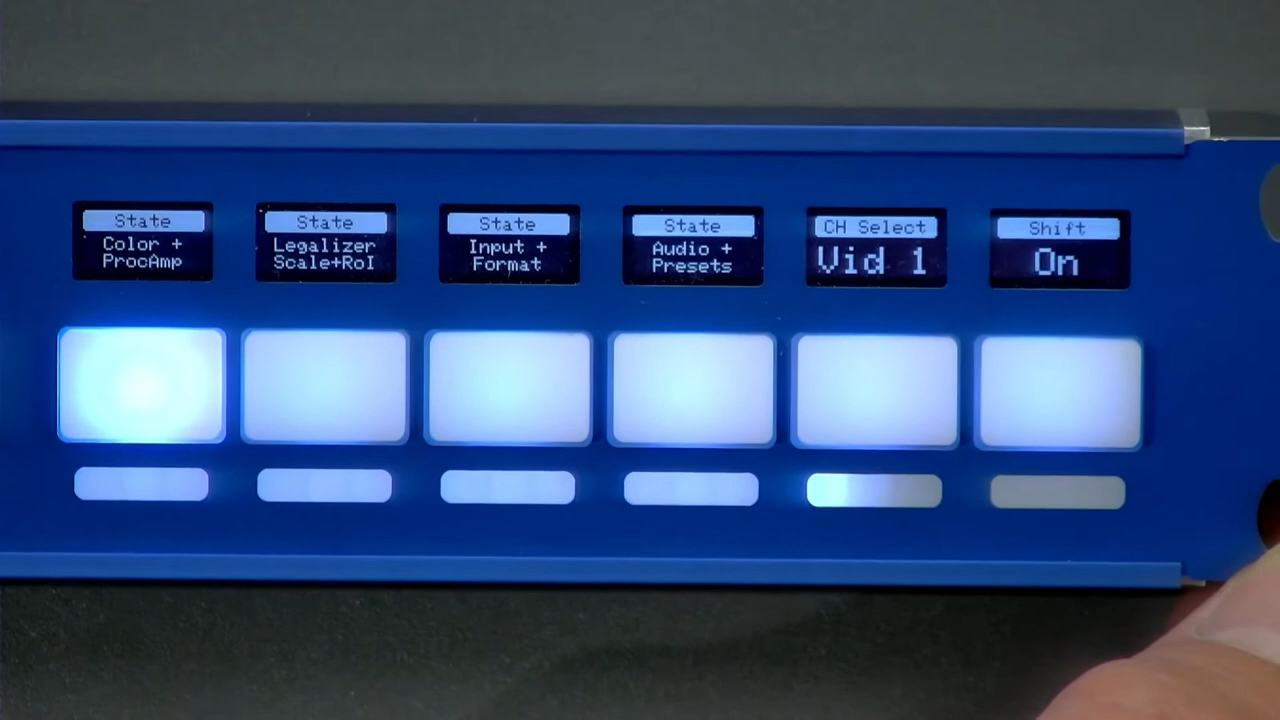 State
Color +
ProcAmp
State
Legalizer
Scale+RoI
State
Input +
Format
State
Audio +
Presets
CH Select
Vid 1
Shift
On